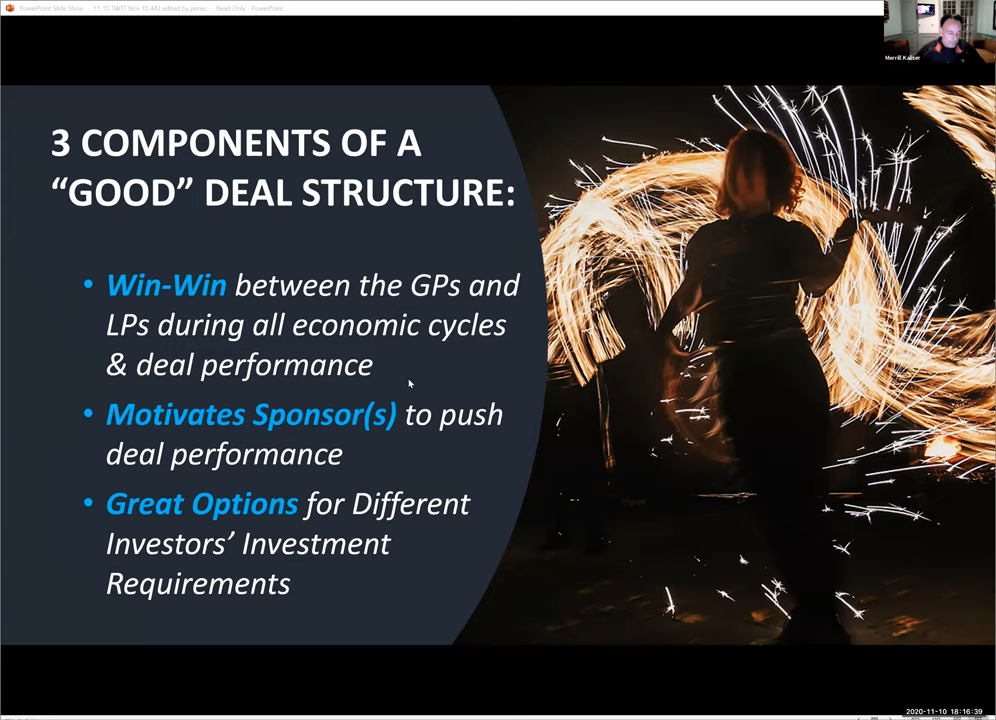 PowerPoint Slide Show - 11-10 TWTT Nov 10 442 edited by james - Read-Only - PowerPoint
Merrill Kaliser
3 COMPONENTS OF A
“GOOD” DEAL STRUCTURE:
• Win-Win between the GPs and
LPs during all economic cycles
& deal performance
• Motivates Sponsor(s) to push
deal performance
• Great Options for Different
Investors’ Investment
Requirements
2020-11-10 18:16:39